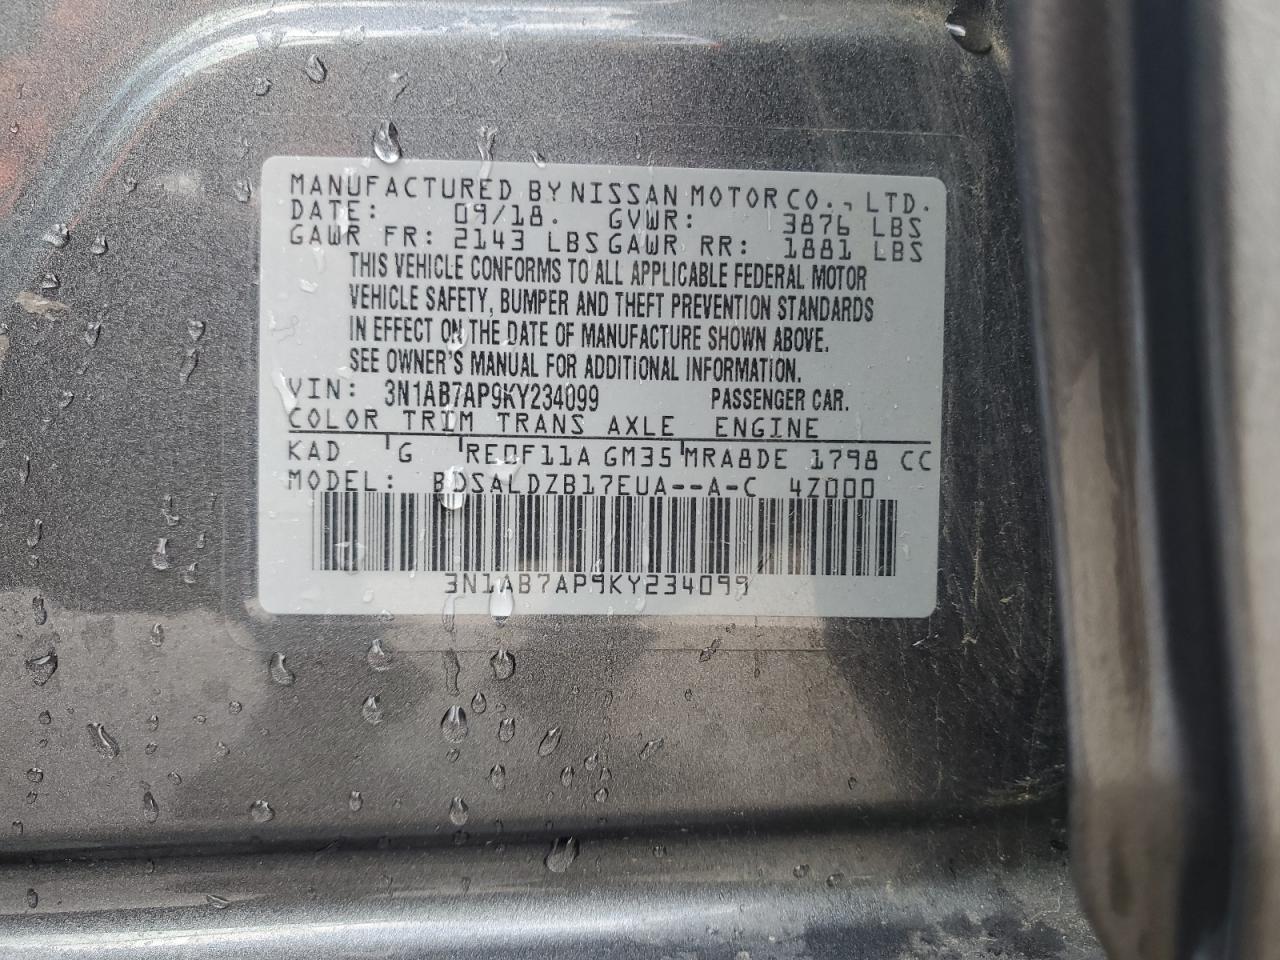 MANUFACTURED BY NISSAN MOTOR CO., LTD.
DATE: 09/18. GVWR: 3876 LBS
GAWR FR: 2143 LBS GAWR RR: 1881 LBS
THIS VEHICLE CONFORMS TO ALL APPLICABLE FEDERAL MOTOR
VEHICLE SAFETY, BUMPER AND THEFT PREVENTION STANDARDS
IN EFFECT ON THE DATE OF MANUFACTURE SHOWN ABOVE.
SEE OWNER'S MANUAL FOR ADDITIONAL INFORMATION.
VIN: 3N1AB7AP9KY234099 PASSENGER CAR.
COLOR TRIM TRANS AXLE ENGINE
KAD G RE0F11A GM35 MRA8DE 1798 CC
MODEL: BDSALDZB17EUA--A-C 4Z000
3N1AB7AP9KY234099